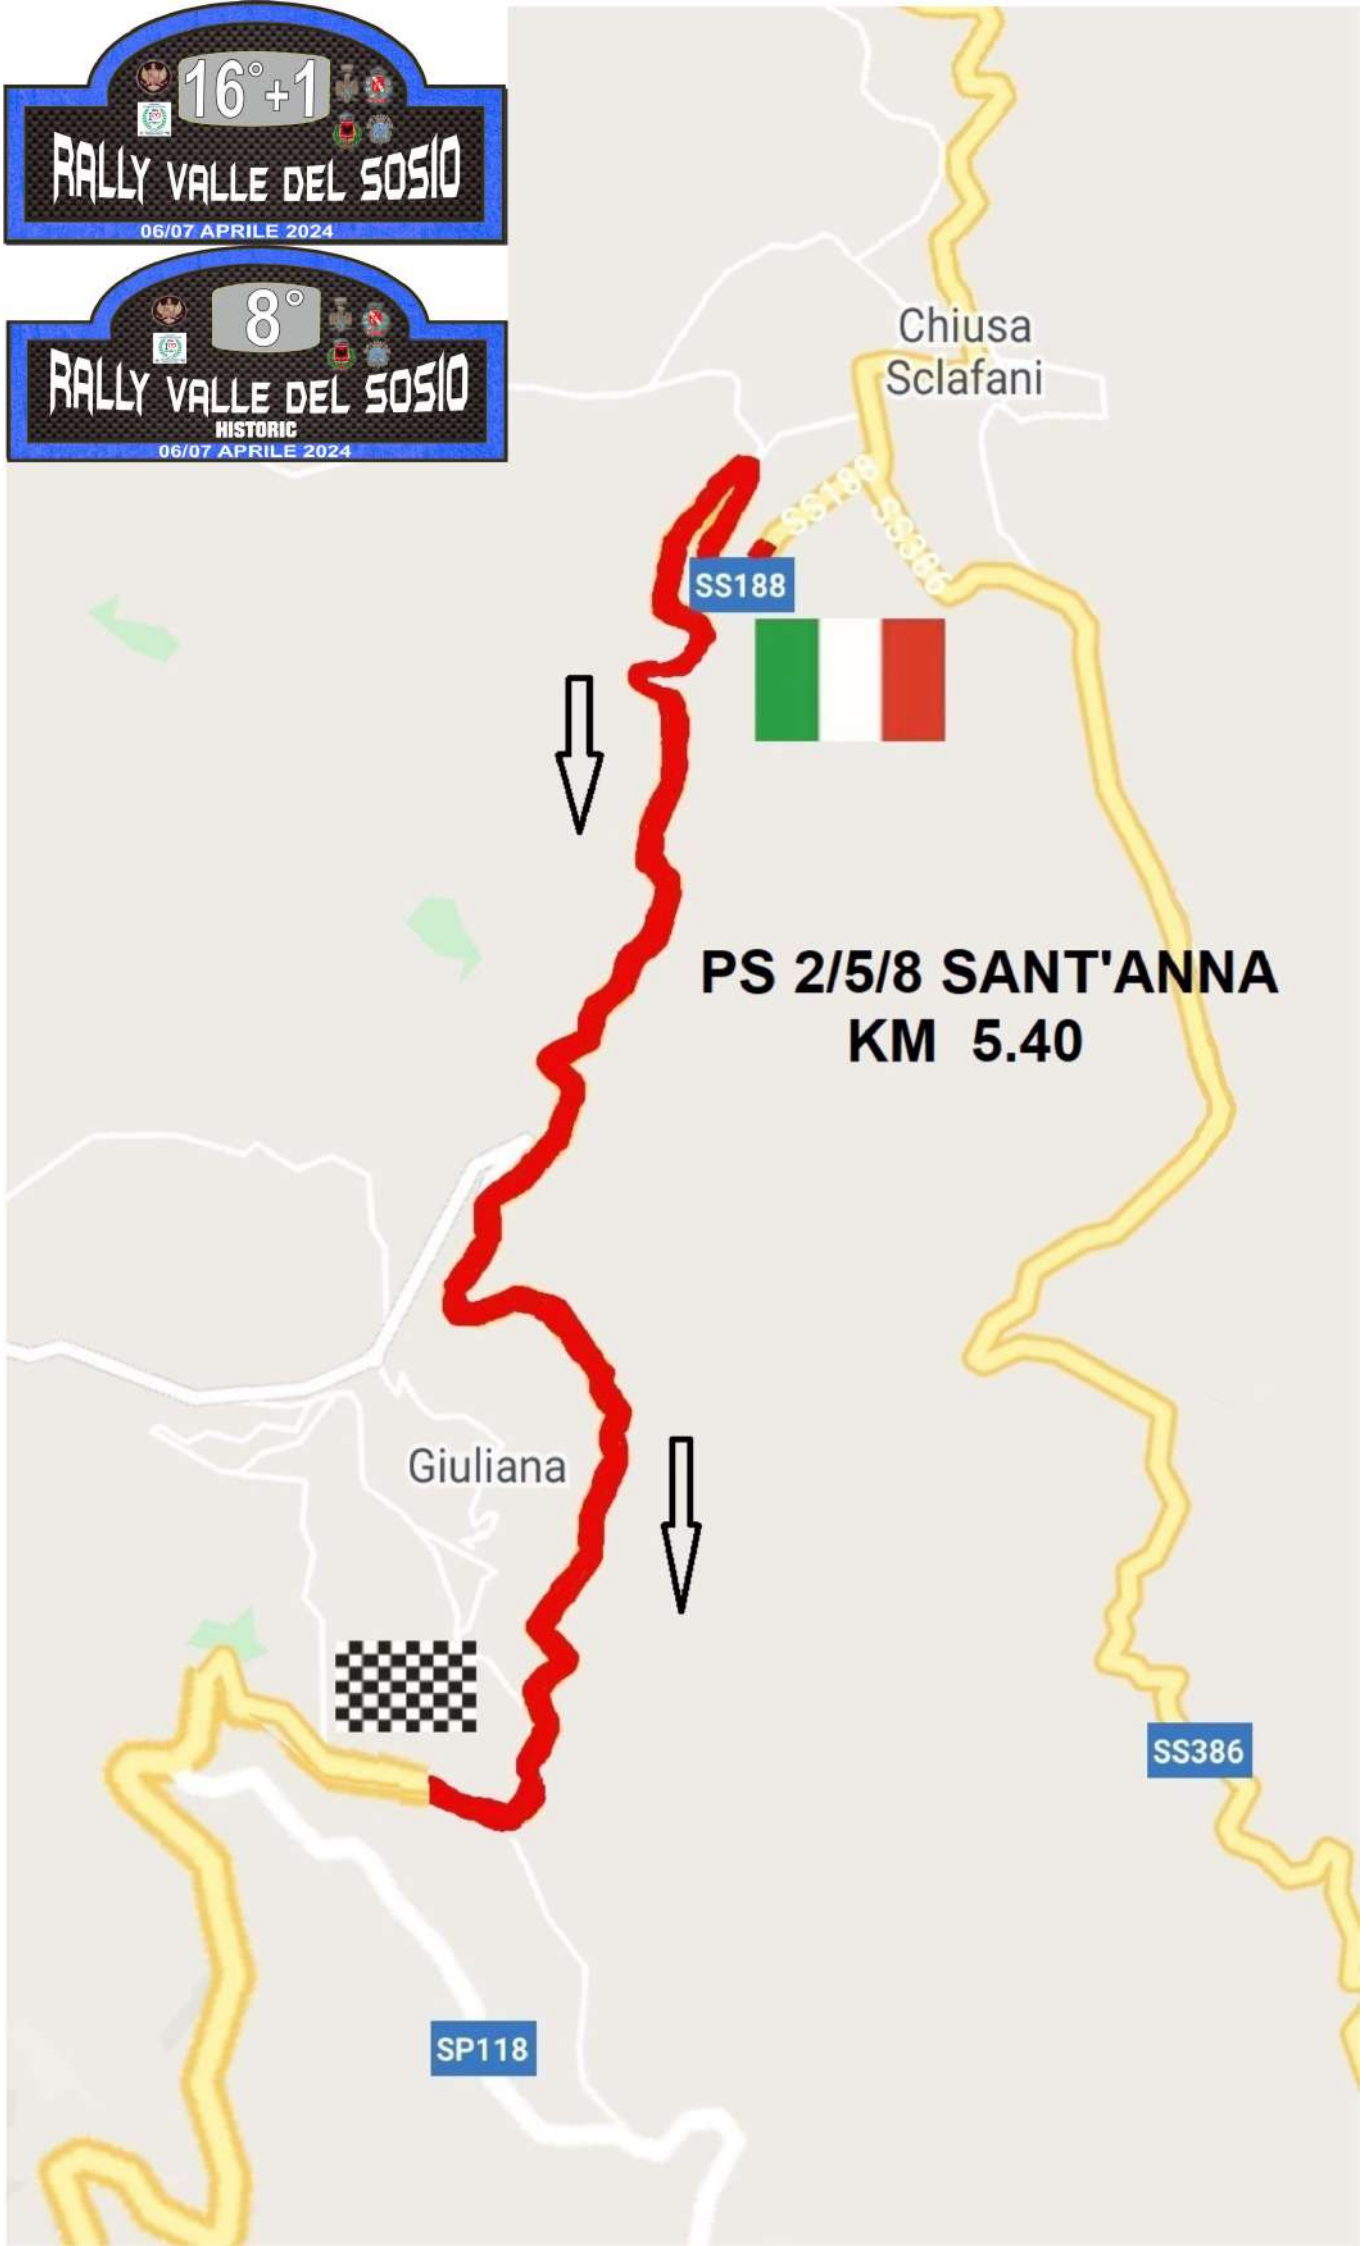 16°+1
RALLY VALLE DEL SOSIO
06/07 APRILE 2024
8°
RALLY VALLE DEL SOSIO
HISTORIC
06/07 APRILE 2024
Chiusa
Sclafani
SS188
SS386
SS188
PS 2/5/8 SANT'ANNA
KM 5.40
Giuliana
SS386
SP118